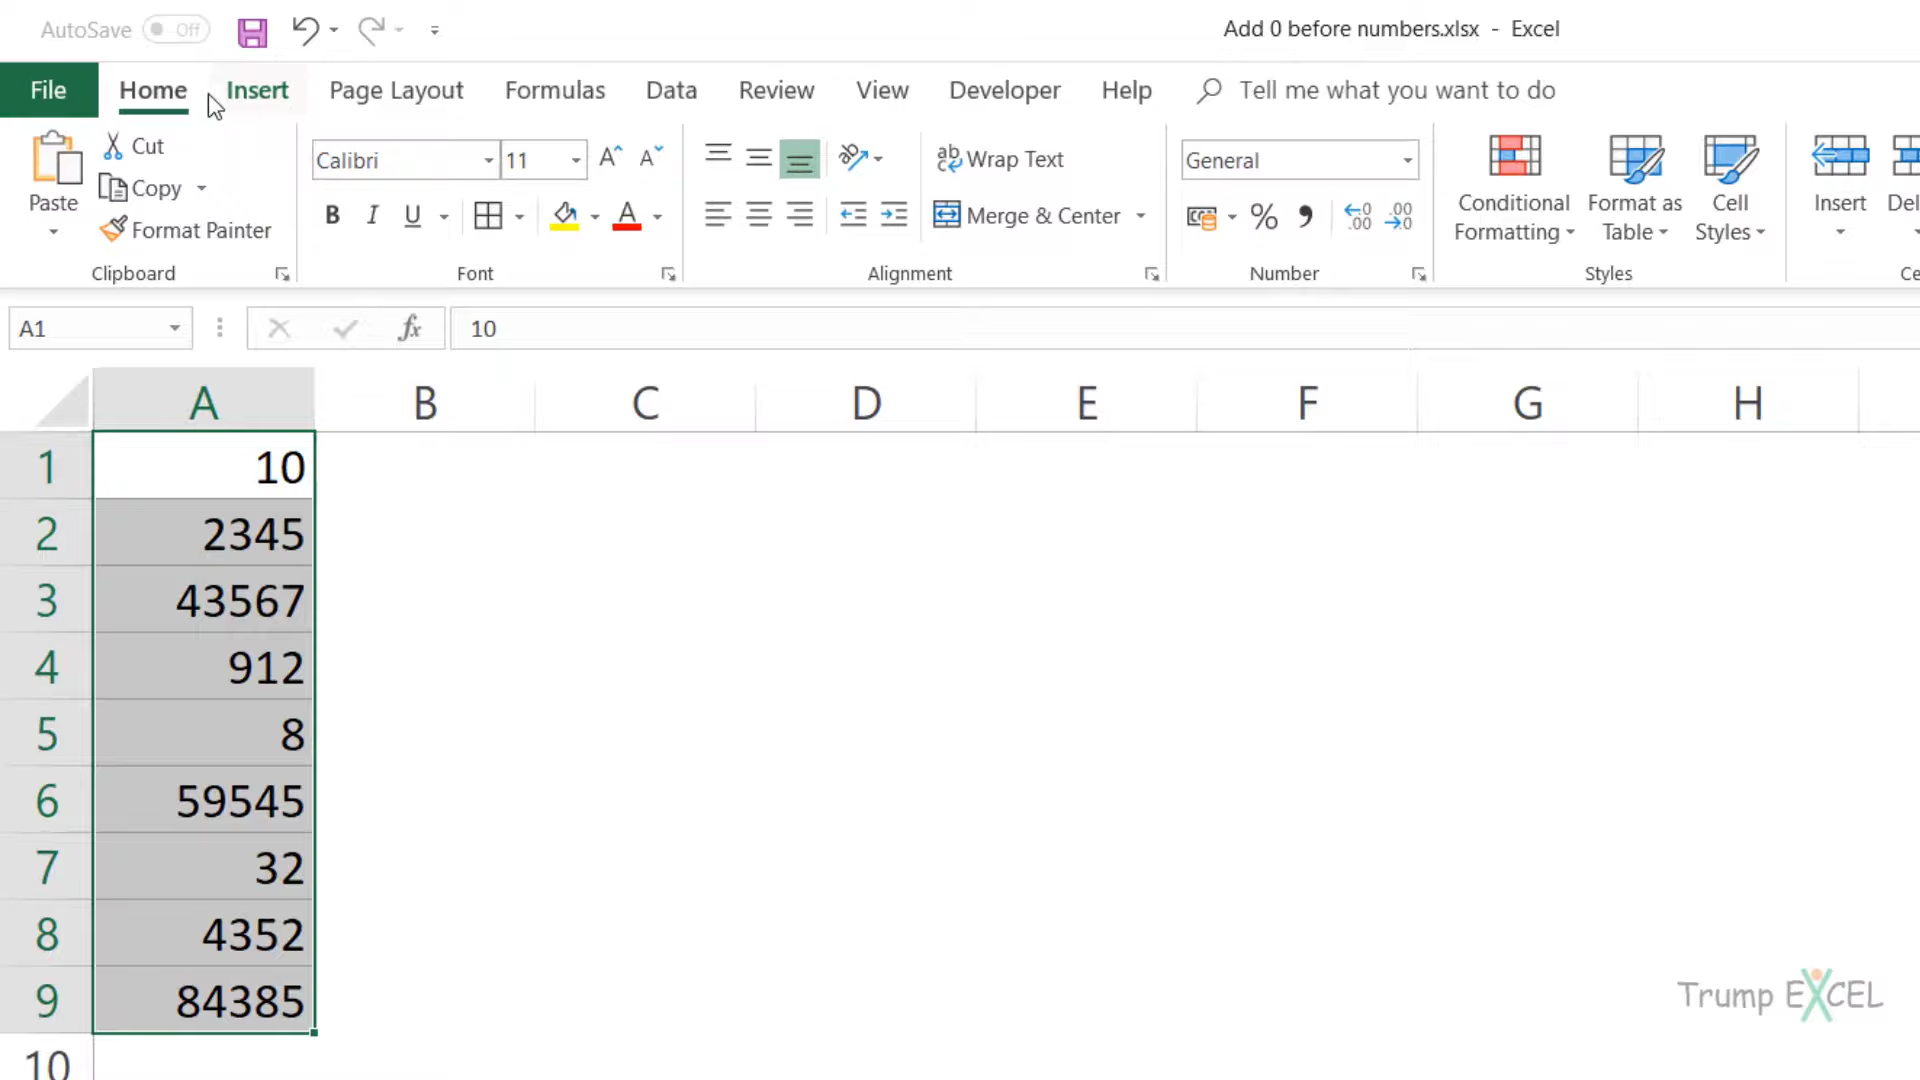 AutoSave Off
Add 0 before numbers.xlsx - Excel
File Home Insert Page Layout Formulas Data Review View Developer Help Tell me what you want to do
Paste
Cut
Copy
Format Painter
Clipboard
Calibri 11
B I U A
Font
Wrap Text
Merge & Center
Alignment
General
%
Number
Conditional Formatting
Format as Table
Cell Styles
Styles
Insert
Del
Ce
A1 fx 10
A B C D E F G H
1 10
2 2345
3 43567
4 912
5 8
6 59545
7 32
8 4352
9 84385
10
Trump EXCEL